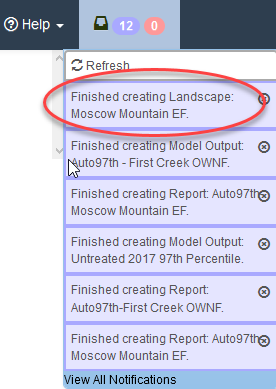 Help
12 0
Refresh
Finished creating Landscape:
Moscow Mountain EF.
Finished creating Model Output:
Auto97th - First Creek OWNF.
Finished creating Report: Auto97th-
Moscow Mountain EF.
Finished creating Model Output:
Untreated 2017 97th Percentile.
Finished creating Report:
Auto97th-First Creek OWNF.
Finished creating Report: Auto97th-
Moscow Mountain EF.
View All Notifications